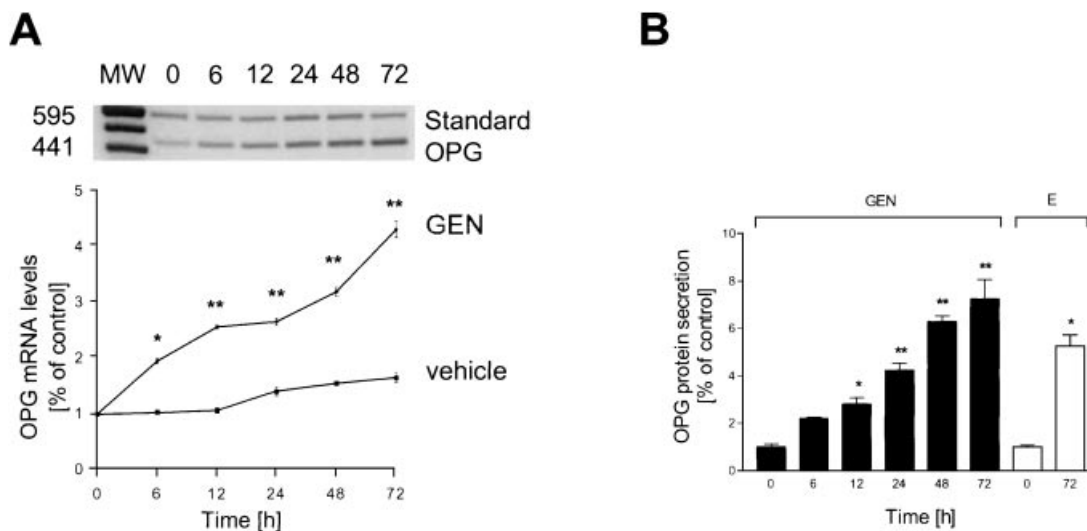 A
MW 0 6 12 24 48 72
595 Standard
441 OPG
OPG mRNA levels
[% of control]
5
4
3
2
1
0
* ** ** ** **
GEN
vehicle
0 6 12 24 48 72
Time [h]
B
GEN E
OPG protein secretion
[% of control]
10
8
6
4
2
0
* ** ** ** *
0 6 12 24 48 72 0 72
Time [h]